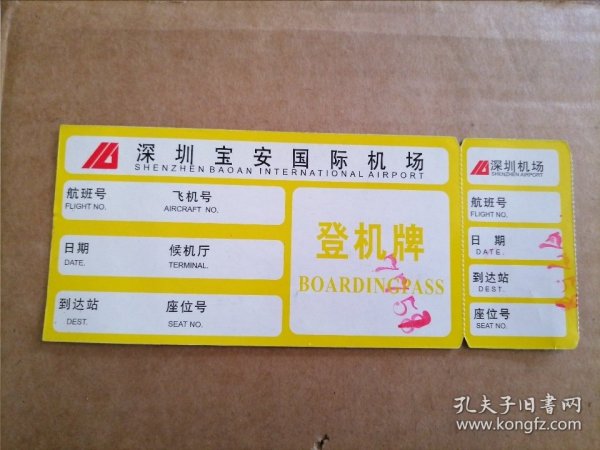 深圳宝安国际机场
SHENZHEN BAOAN INTERNATIONAL AIRPORT
航班号 飞机号
FLIGHT NO. AIRCRAFT NO.
日期 候机厅
DATE. TERMINAL.
到达站 座位号
DEST. SEAT NO.
登机牌
BOARDINGPASS
深圳机场
SHENZHEN AIRPORT
航班号
FLIGHT NO.
日期
DATE.
到达站
DEST.
座位号
SEAT NO.
孔夫子旧书网
www.kongfz.com